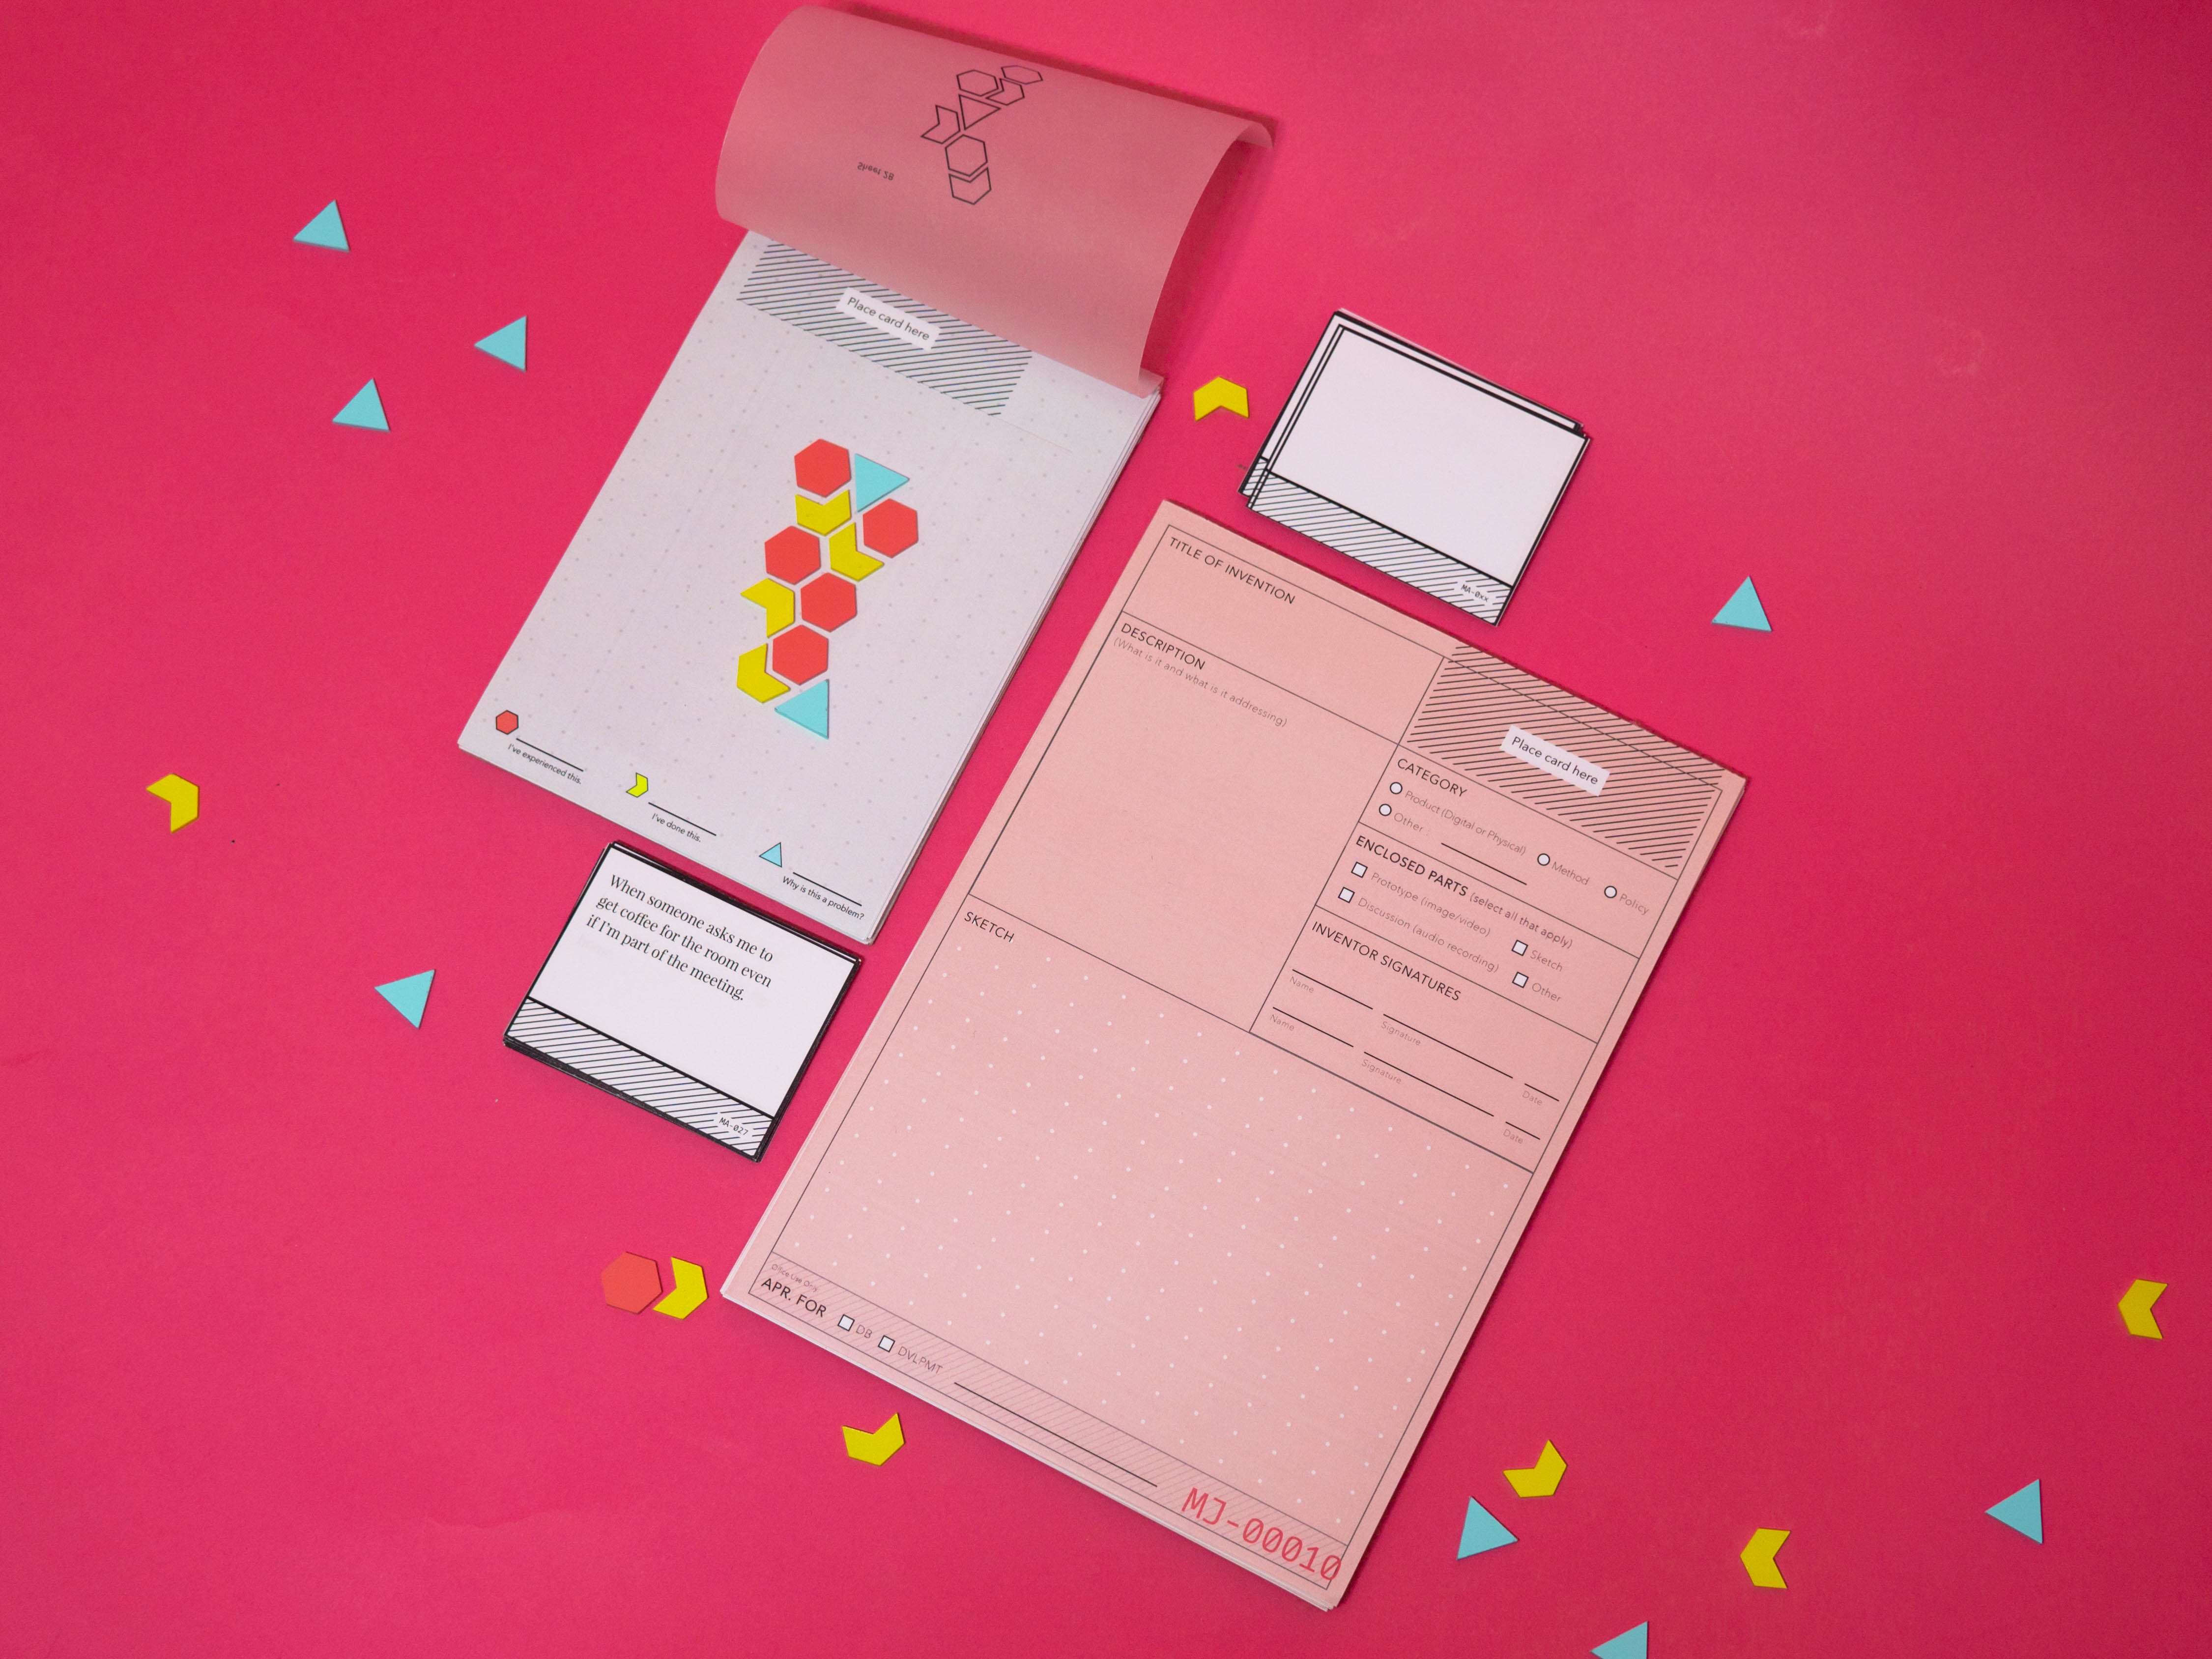 Sheet 28
Place card here
I've experienced this.
I've done this.
Why is this a problem?
When someone asks me to
get coffee for the room even
if I'm part of the meeting.
MA-027
MA-0xx
TITLE OF INVENTION
DESCRIPTION
(What is it and what is it addressing)
Place card here
CATEGORY
Product (Digital or Physical)
Method
Policy
Other
ENCLOSED PARTS (select all that apply)
Prototype (image/video)
Sketch
Discussion (audio recording)
Other
INVENTOR SIGNATURES
Name
Signature
Date
Name
Signature
Date
SKETCH
Office Use Only
APR. FOR
DB
DVLPMT
MJ-00010